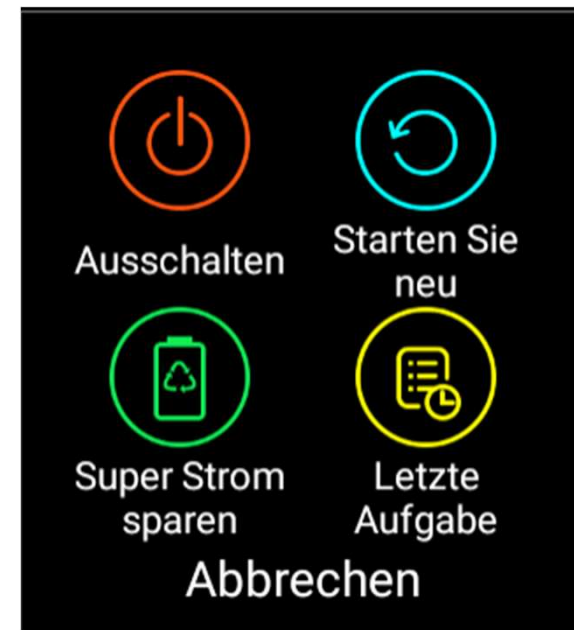 Ausschalten
Starten Sie
neu
Super Strom
sparen
Letzte
Aufgabe
Abbrechen